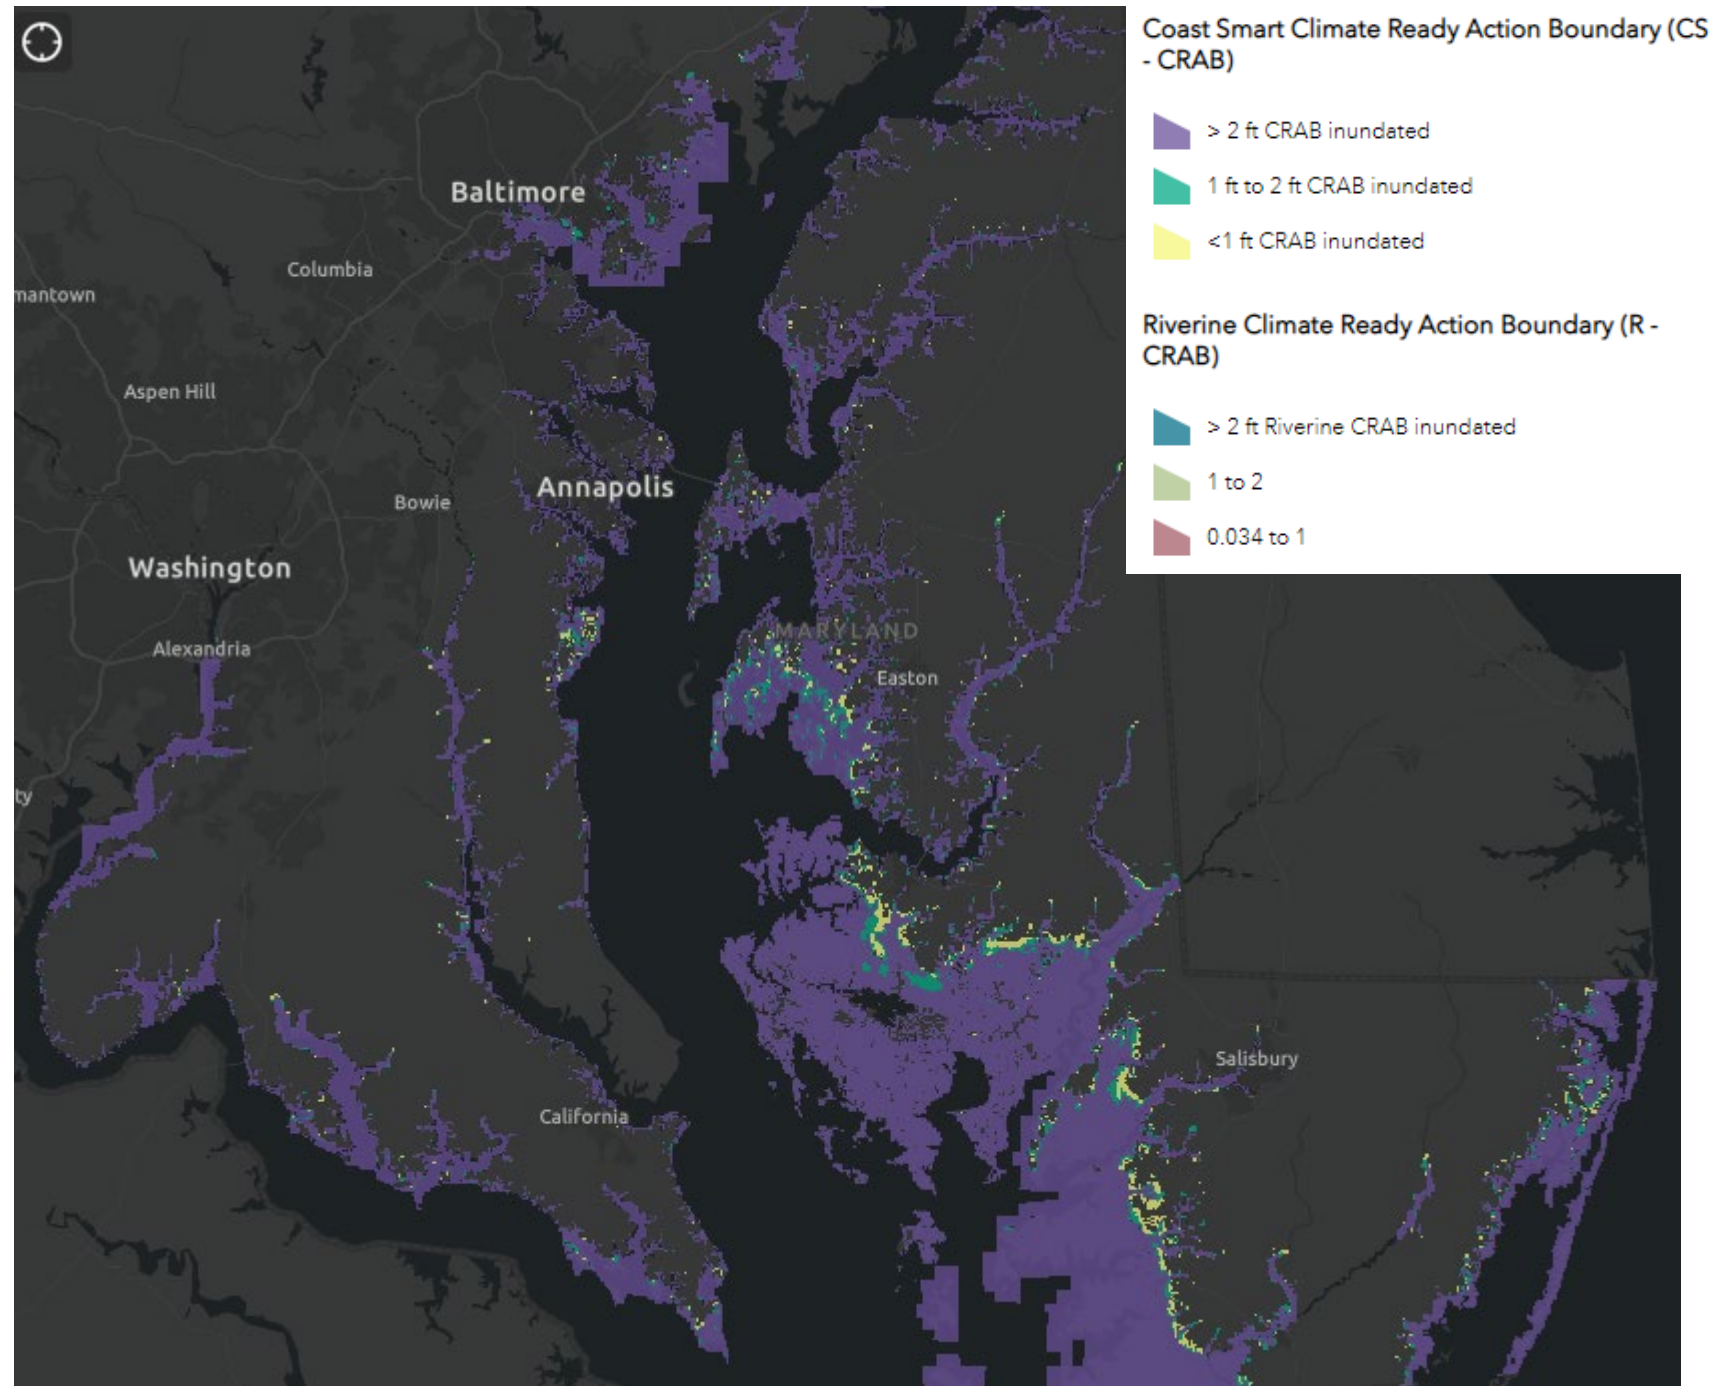 Coast Smart Climate Ready Action Boundary (CS
- CRAB)
> 2 ft CRAB inundated
1 ft to 2 ft CRAB inundated
<1 ft CRAB inundated
Riverine Climate Ready Action Boundary (R -
CRAB)
> 2 ft Riverine CRAB inundated
1 to 2
0.034 to 1
Baltimore
Columbia
mantown
Aspen Hill
Annapolis
Bowie
Washington
MARYLAND
Alexandria
Easton
ty
Salisbury
California